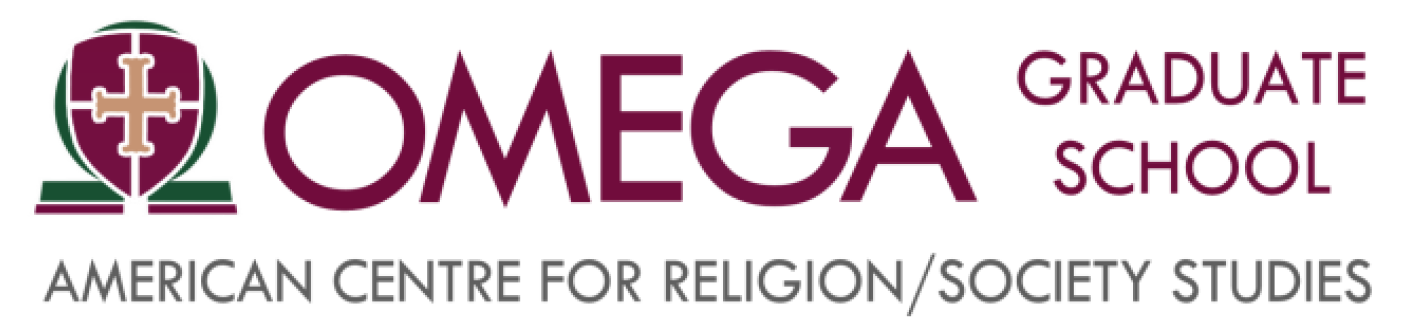 OMEGA GRADUATE SCHOOL
AMERICAN CENTRE FOR RELIGION/SOCIETY STUDIES